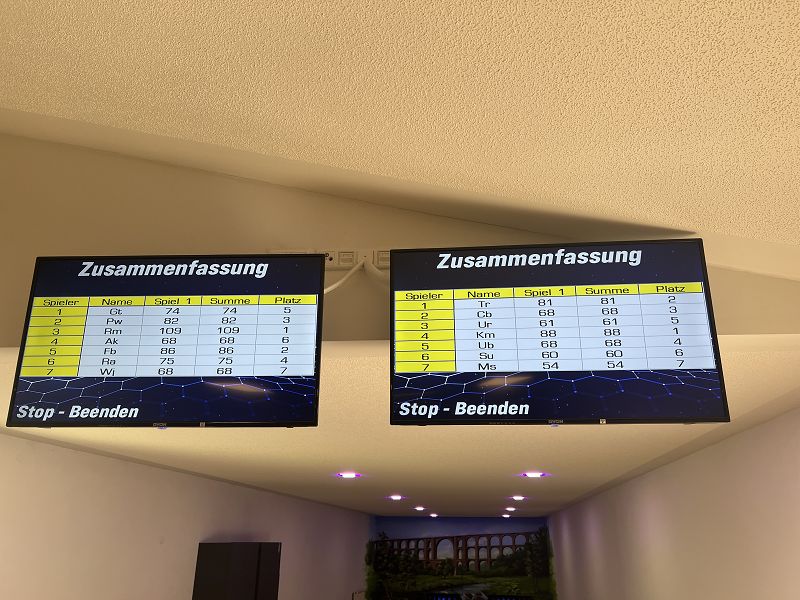 Zusammenfassung
Spieler Name Spiel 1 Summe Platz
1 Gt 74 74 5
2 Pw 82 82 3
3 Rm 109 109 1
4 Ak 68 68 6
5 Fb 86 86 2
6 Ra 75 75 4
7 Wj 68 68 7
Stop - Beenden
Zusammenfassung
Spieler Name Spiel 1 Summe Platz
1 Tr 81 81 2
2 Cb 68 68 3
3 Ur 61 61 5
4 Km 88 88 1
5 Ub 68 68 4
6 Su 60 60 6
7 Ms 54 54 7
Stop - Beenden